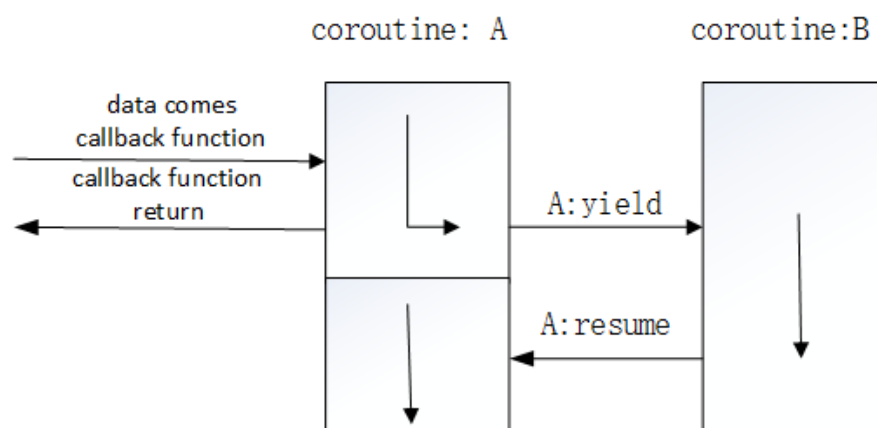 coroutine: A
coroutine:B
data comes
callback function
callback function
return
A:yield
A:resume